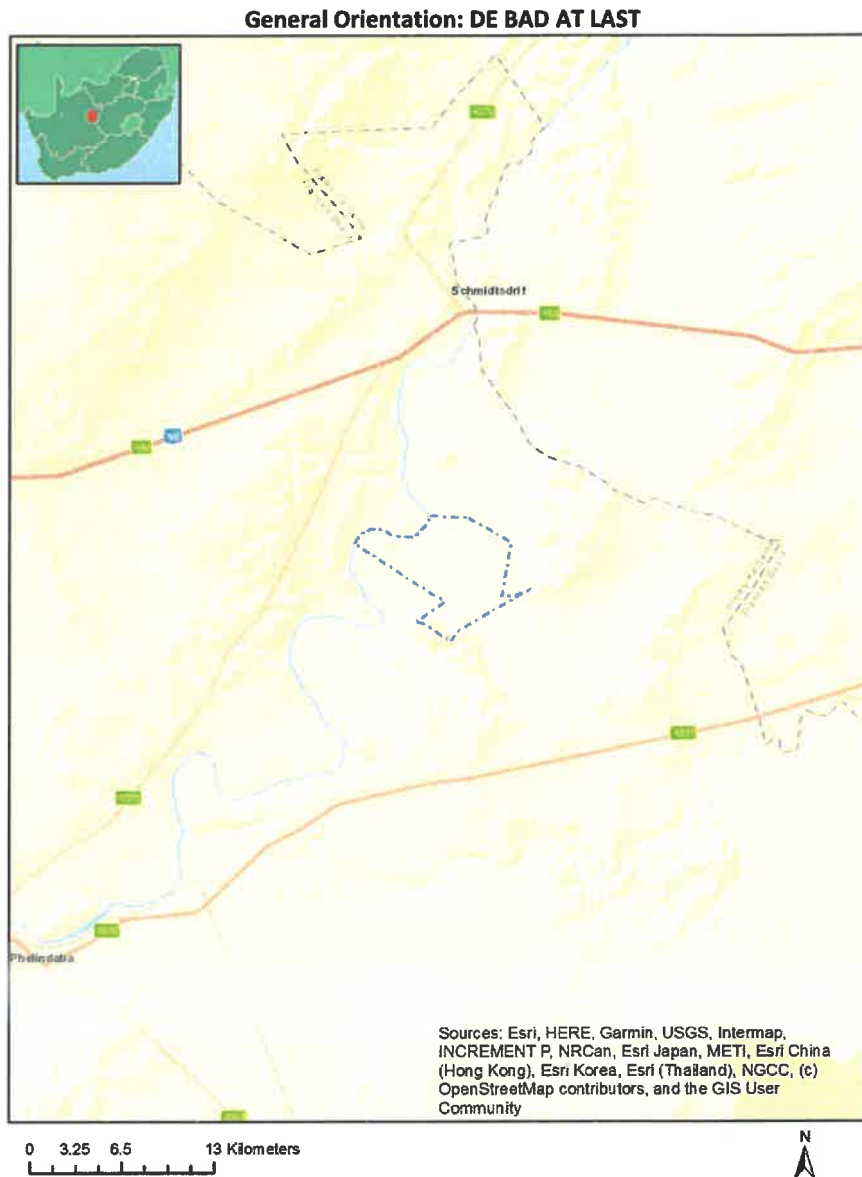 General Orientation: DE BAD AT LAST
Schmidtsdrif
Sources: Esri, HERE, Garmin, USGS, Intermap,
INCREMENT P, NRCan, Esri Japan, METI, Esri China
(Hong Kong), Esri Korea, Esri (Thailand), NGCC, (c)
OpenStreetMap contributors, and the GIS User
Community
0 3.25 6.5 13 Kilometers
N